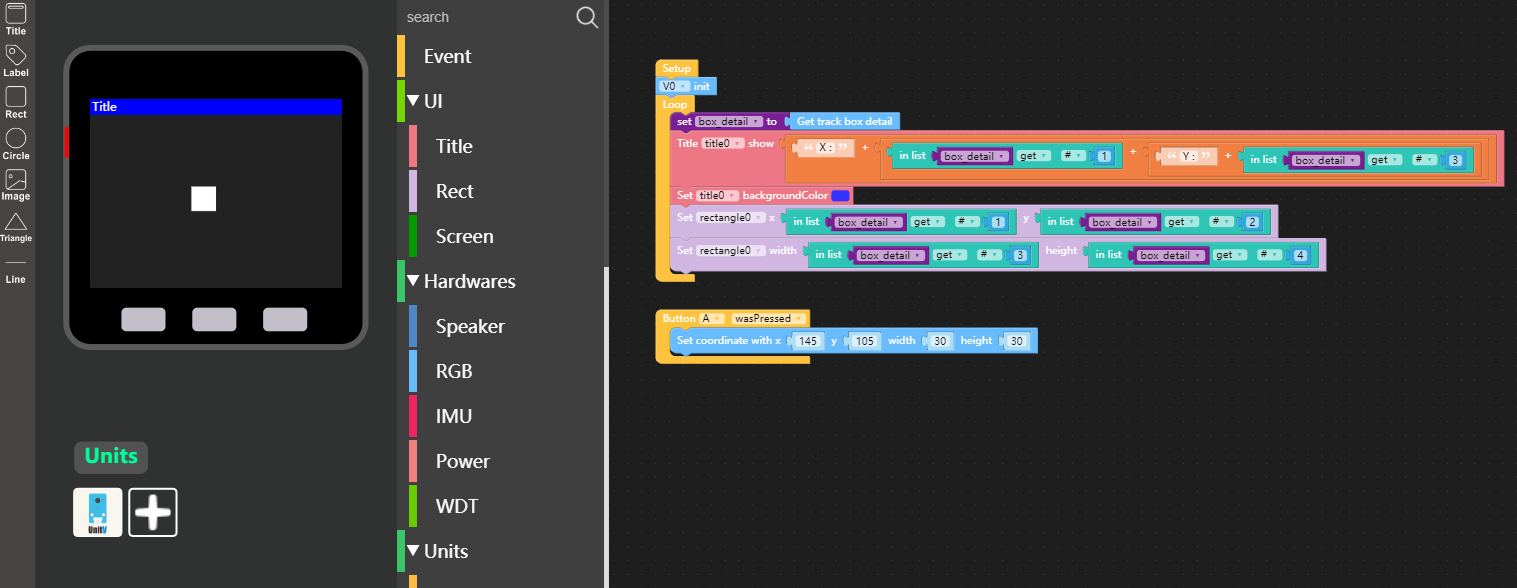 Title
Label
Rect
Circle
Image
Triangle
Line
Title
Units
UnitV
search
Event
UI
Title
Rect
Screen
Hardwares
Speaker
RGB
IMU
Power
WDT
Units
Setup
V0 init
Loop
set box_detail to Get track box detail
Title title0 show “ X: ” + in list box_detail get # 1 + “ Y: ” + in list box_detail get # 3
Set title0 backgroundColor
Set rectangle0 x in list box_detail get # 1 y in list box_detail get # 2
Set rectangle0 width in list box_detail get # 3 height in list box_detail get # 4
Button A wasPressed
Set coordinate with x 145 y 105 width 30 height 30